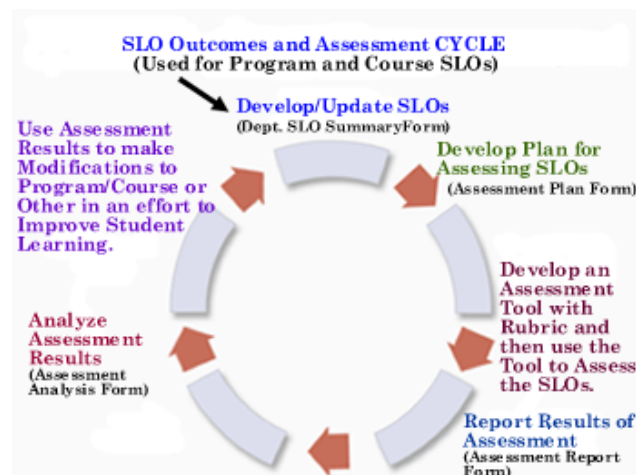 SLO Outcomes and Assessment CYCLE
(Used for Program and Course SLOs)
Develop/Update SLOs
(Dept. SLO SummaryForm)
Develop Plan for
Assessing SLOs
(Assessment Plan Form)
Develop an
Assessment
Tool with
Rubric and
then use the
Tool to Assess
the SLOs.
Report Results of
Assessment
(Assessment Report
Form)
Analyze
Assessment
Results
(Assessment
Analysis Form)
Use Assessment
Results to make
Modifications to
Program/Course or
Other in an effort to
Improve Student
Learning.